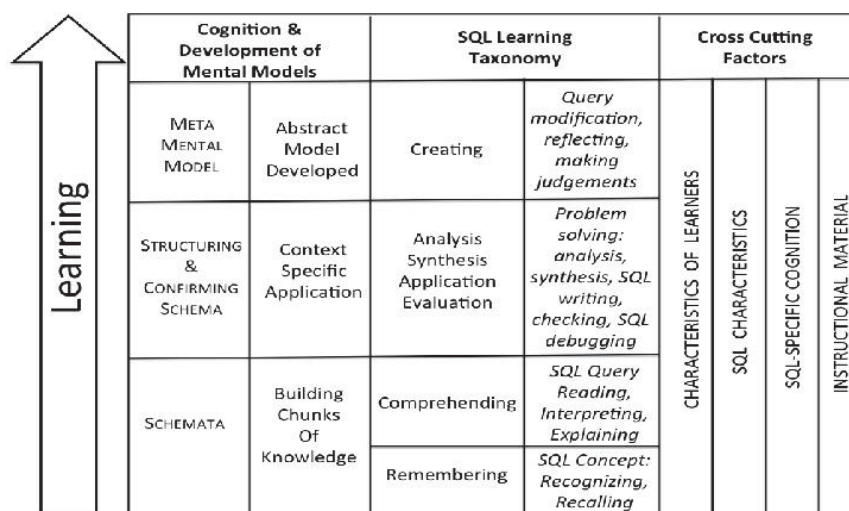 Learning
Cognition &
Development of
Mental Models
SQL Learning
Taxonomy
Cross Cutting
Factors
META
MENTAL
MODEL
Abstract
Model
Developed
Creating
Query
modification,
reflecting,
making
judgements
STRUCTURING
&
CONFIRMING
SCHEMA
Context
Specific
Application
Analysis
Synthesis
Application
Evaluation
Problem
solving:
analysis,
synthesis, SQL
writing,
checking, SQL
debugging
SCHEMATA
Building
Chunks
Of
Knowledge
Comprehending
SQL Query
Reading,
Interpreting,
Explaining
Remembering
SQL Concept:
Recognizing,
Recalling
CHARACTERISTICS OF LEARNERS
SQL CHARACTERISTICS
SQL-SPECIFIC COGNITION
INSTRUCTIONAL MATERIAL